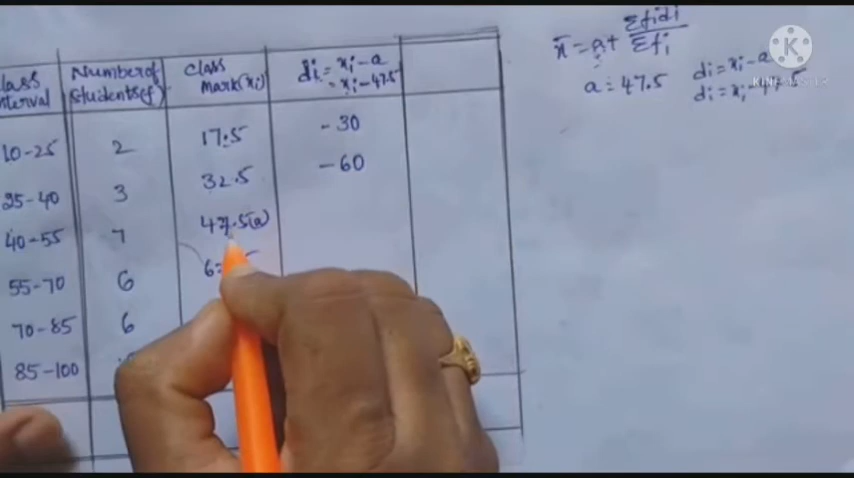 x̄ = a + Σfidi / Σfi
a = 47.5
di = xi - a
di = xi - 47.5
KINEMASTER
Class Interval | Number of students(f) | Class mark(xi) | di = xi - a = xi - 47.5
10-25 | 2 | 17.5 | -30
25-40 | 3 | 32.5 | -60
40-55 | 7 | 47.5(a)
55-70 | 6
70-85 | 6
85-100